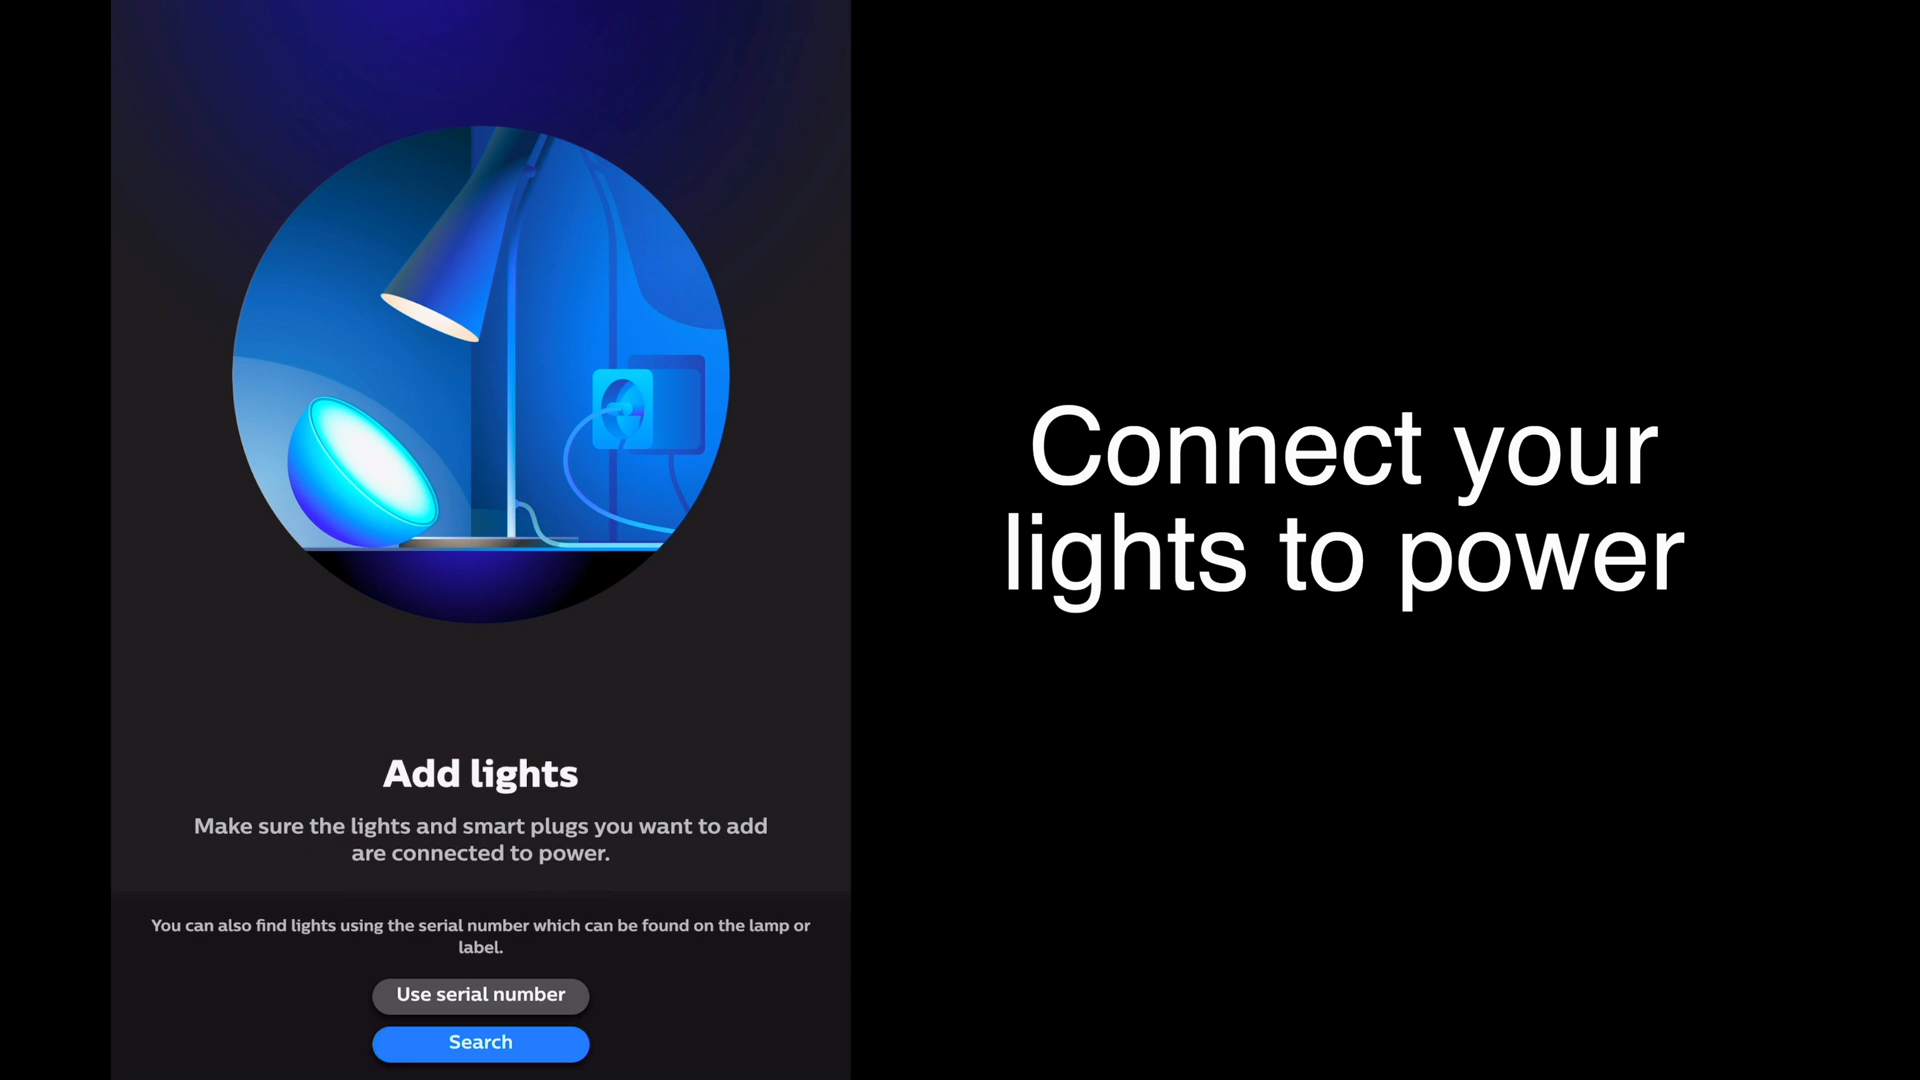 Connect your
lights to power
Add lights
Make sure the lights and smart plugs you want to add
are connected to power.
You can also find lights using the serial number which can be found on the lamp or
label.
Use serial number
Search